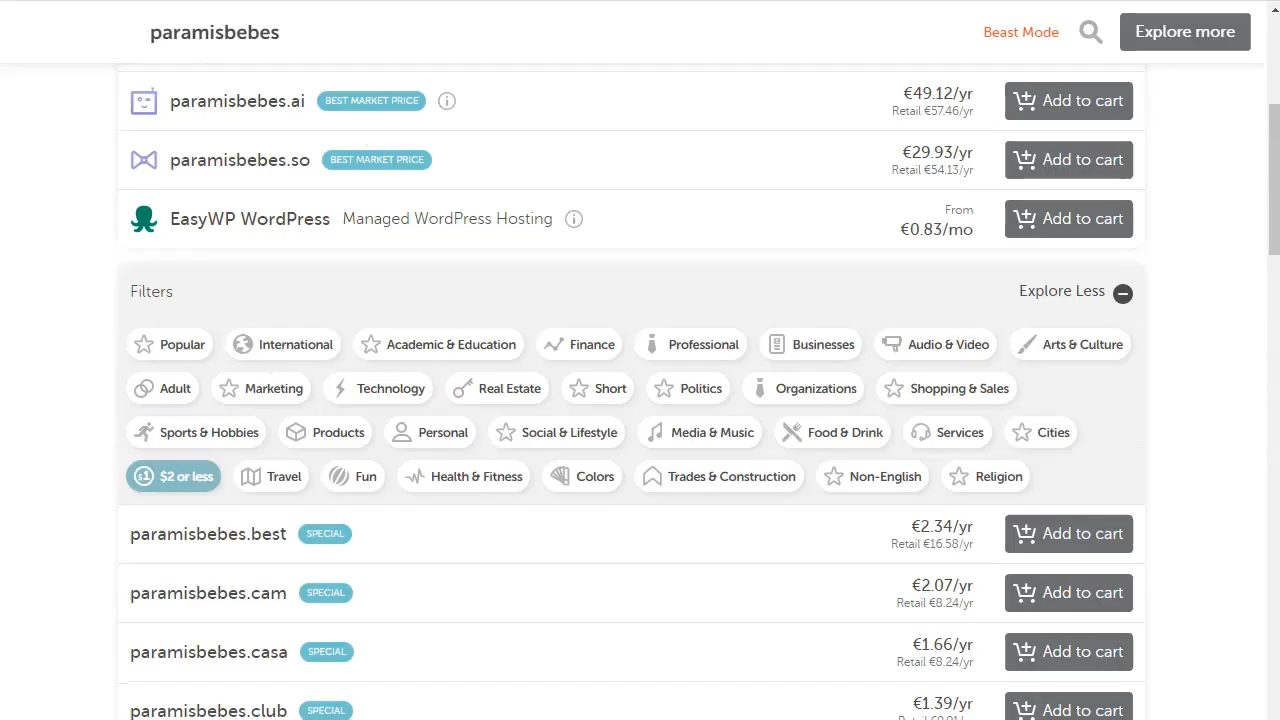 paramisbebes
Beast Mode
Explore more
paramisbebes.ai BEST MARKET PRICE €49.12/yr Add to cart
Retail €57.46/yr
paramisbebes.so BEST MARKET PRICE €29.93/yr Add to cart
Retail €54.13/yr
EasyWP WordPress Managed WordPress Hosting From Add to cart
€0.83/mo
Filters Explore Less
Popular International Academic & Education Finance Professional Businesses Audio & Video Arts & Culture
Adult Marketing Technology Real Estate Short Politics Organizations Shopping & Sales
Sports & Hobbies Products Personal Social & Lifestyle Media & Music Food & Drink Services Cities
$1 $2 or less Travel Fun Health & Fitness Colors Trades & Construction Non-English Religion
paramisbebes.best SPECIAL €2.34/yr Add to cart
Retail €16.58/yr
paramisbebes.cam SPECIAL €2.07/yr Add to cart
Retail €8.24/yr
paramisbebes.casa SPECIAL €1.66/yr Add to cart
Retail €8.24/yr
paramisbebes.club SPECIAL €1.39/yr Add to cart